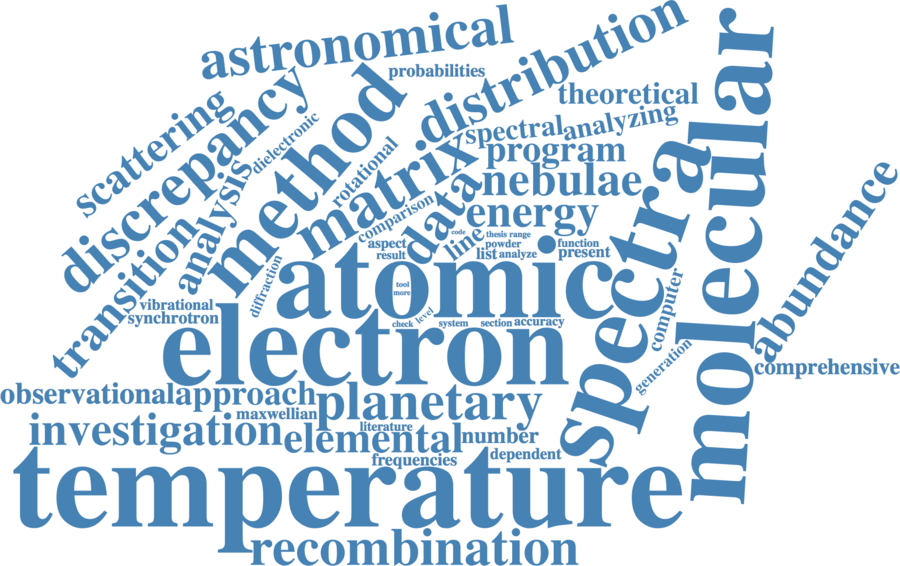 astronomical
distribution
molecular
probabilities
scattering
discrepancy
method
theoretical
dielectronic
spectral
analyzing
rotational
matrix
program
analysis
data
nebulae
spectra
abundance
transition
comparison
energy
line
code
thesis
range
aspect
powder
function
result
list
analyze
present
diffraction
atomic
tool
more
computer
vibrational
synchrotron
check
level
system
section
accuracy
electron
generation
comprehensive
observational
approach
planetary
maxwellian
investigation
literature
elemental
number
frequencies
dependent
temperature
recombination